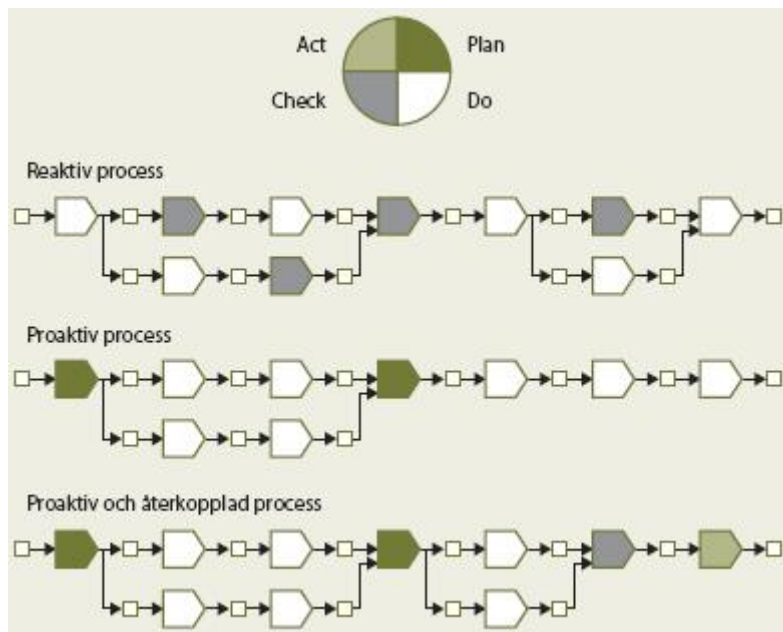 Act
Plan
Check
Do
Reaktiv process
Proaktiv process
Proaktiv och återkopplad process